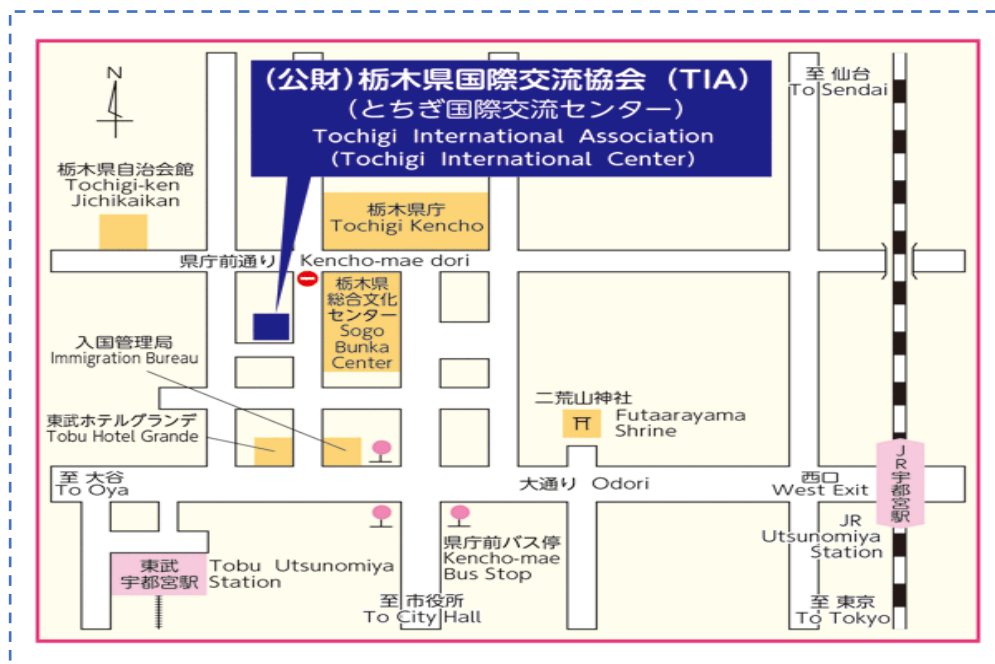 (公財)栃木県国際交流協会 (TIA)
(とちぎ国際交流センター)
Tochigi International Association
(Tochigi International Center)
N
至 仙台
To Sendai
栃木県自治会館
Tochigi-ken
Jichikaikan
栃木県庁
Tochigi Kencho
県庁前通り Kencho-mae dori
栃木県
総合文化
センター
Sogo
Bunka
Center
入国管理局
Immigration Bureau
東武ホテルグランデ
Tobu Hotel Grande
二荒山神社
Futaarayama
Shrine
至 大谷
To Oya
大通り Odori
西口
West Exit
JR宇都宮駅
JR
Utsunomiya
Station
東武
宇都宮駅
Tobu Utsunomiya
Station
県庁前バス停
Kencho-mae
Bus Stop
至 市役所
To City Hall
至 東京
To Tokyo